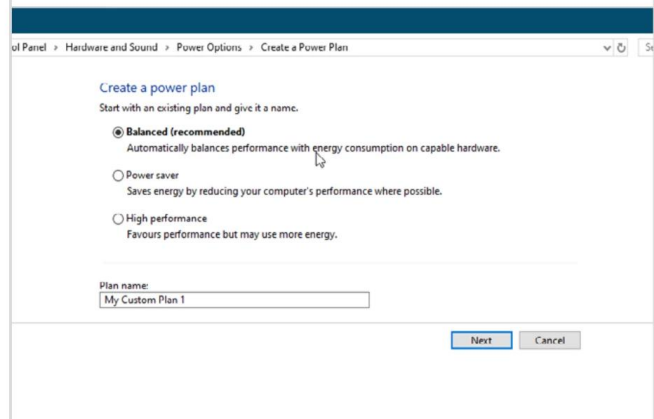 ol Panel > Hardware and Sound > Power Options > Create a Power Plan
Create a power plan
Start with an existing plan and give it a name.
Balanced (recommended)
Automatically balances performance with energy consumption on capable hardware.
Power saver
Saves energy by reducing your computer's performance where possible.
High performance
Favours performance but may use more energy.
Plan name:
My Custom Plan 1
Next Cancel